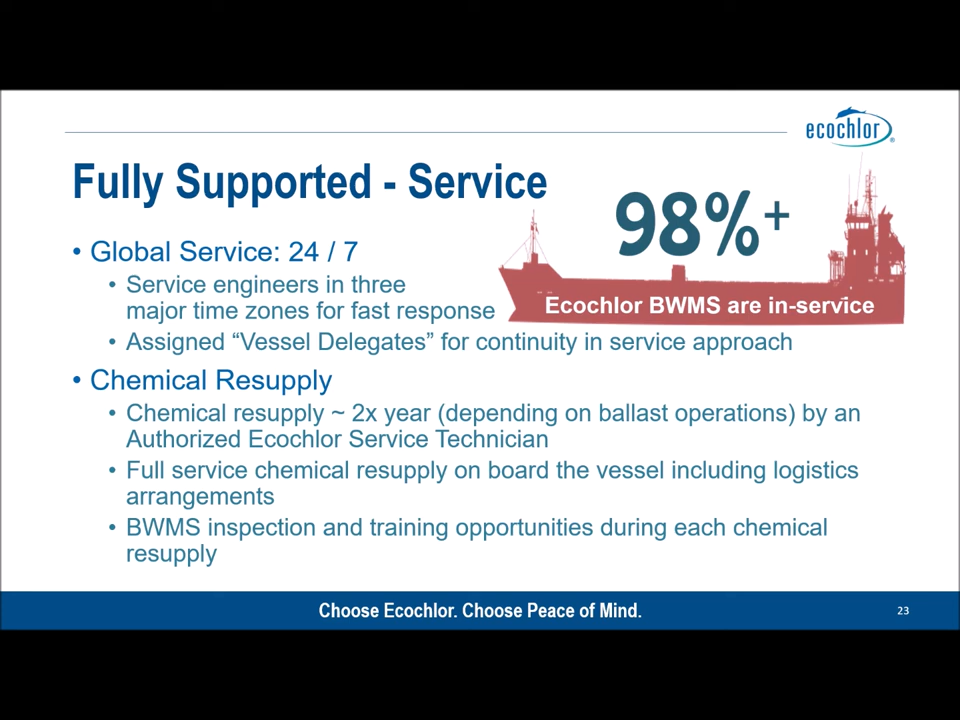 ecochlor®
Fully Supported - Service
98%+
• Global Service: 24 / 7
• Service engineers in three
major time zones for fast response
Ecochlor BWMS are in-service
• Assigned “Vessel Delegates” for continuity in service approach
• Chemical Resupply
• Chemical resupply ~ 2x year (depending on ballast operations) by an
Authorized Ecochlor Service Technician
• Full service chemical resupply on board the vessel including logistics
arrangements
• BWMS inspection and training opportunities during each chemical
resupply
Choose Ecochlor. Choose Peace of Mind.
23